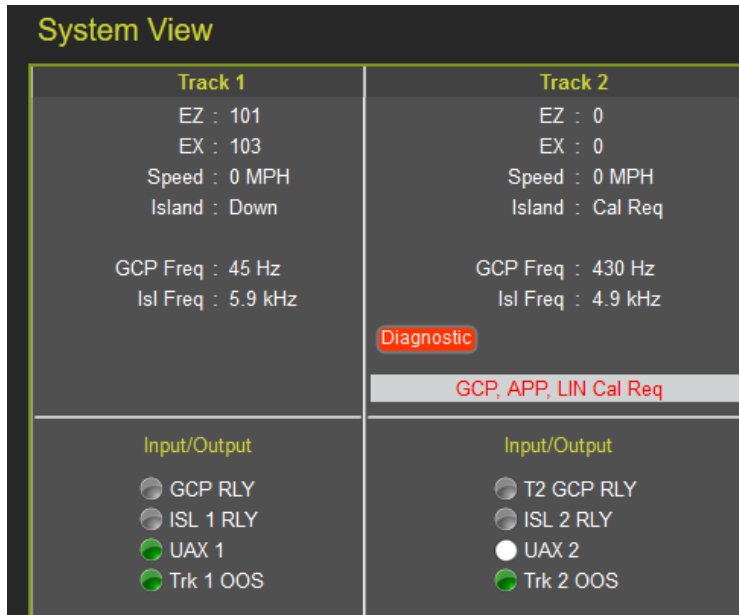 System View
Track 1
EZ : 101
EX : 103
Speed : 0 MPH
Island : Down
GCP Freq : 45 Hz
Isl Freq : 5.9 kHz
Input/Output
GCP RLY
ISL 1 RLY
UAX 1
Trk 1 OOS
Track 2
EZ : 0
EX : 0
Speed : 0 MPH
Island : Cal Req
GCP Freq : 430 Hz
Isl Freq : 4.9 kHz
Diagnostic
GCP, APP, LIN Cal Req
Input/Output
T2 GCP RLY
ISL 2 RLY
UAX 2
Trk 2 OOS